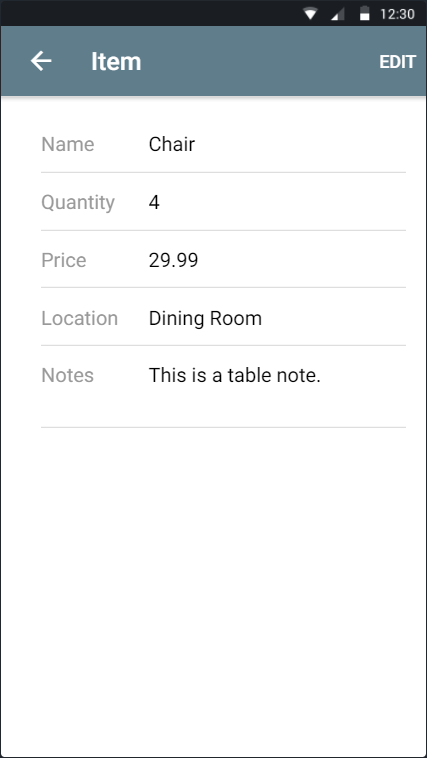 12:30
Item EDIT
Name Chair
Quantity 4
Price 29.99
Location Dining Room
Notes This is a table note.